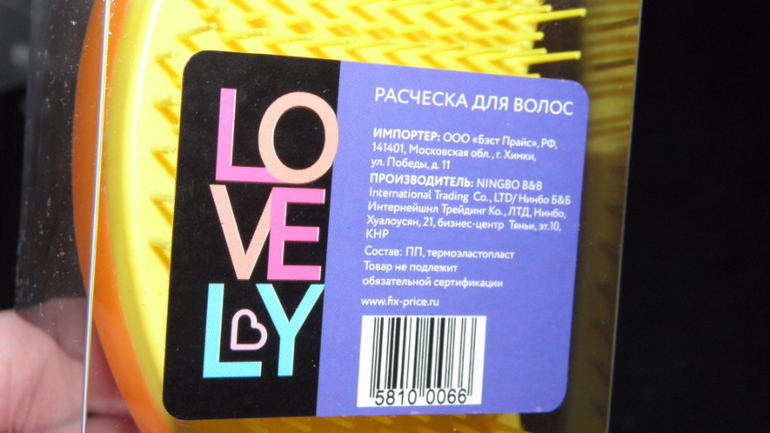 LO
VE
LY
РАСЧЕСКА ДЛЯ ВОЛОС
ИМПОРТЕР: ООО «Бэст Прайс», РФ,
141401, Московская обл., г. Химки,
ул. Победы, д. 11
ПРОИЗВОДИТЕЛЬ: NINGBO B&B
International Trading Co., LTD/ Нинбо Б&Б
Интернейшнл Трейдинг Ко., ЛТД, Нинбо,
Хуалоусян, 21, бизнес-центр Тяньи, эт.10,
КНР
Состав: ПП, термоэластопласт
Товар не подлежит
обязательной сертификации
www.fix-price.ru
5810 0066